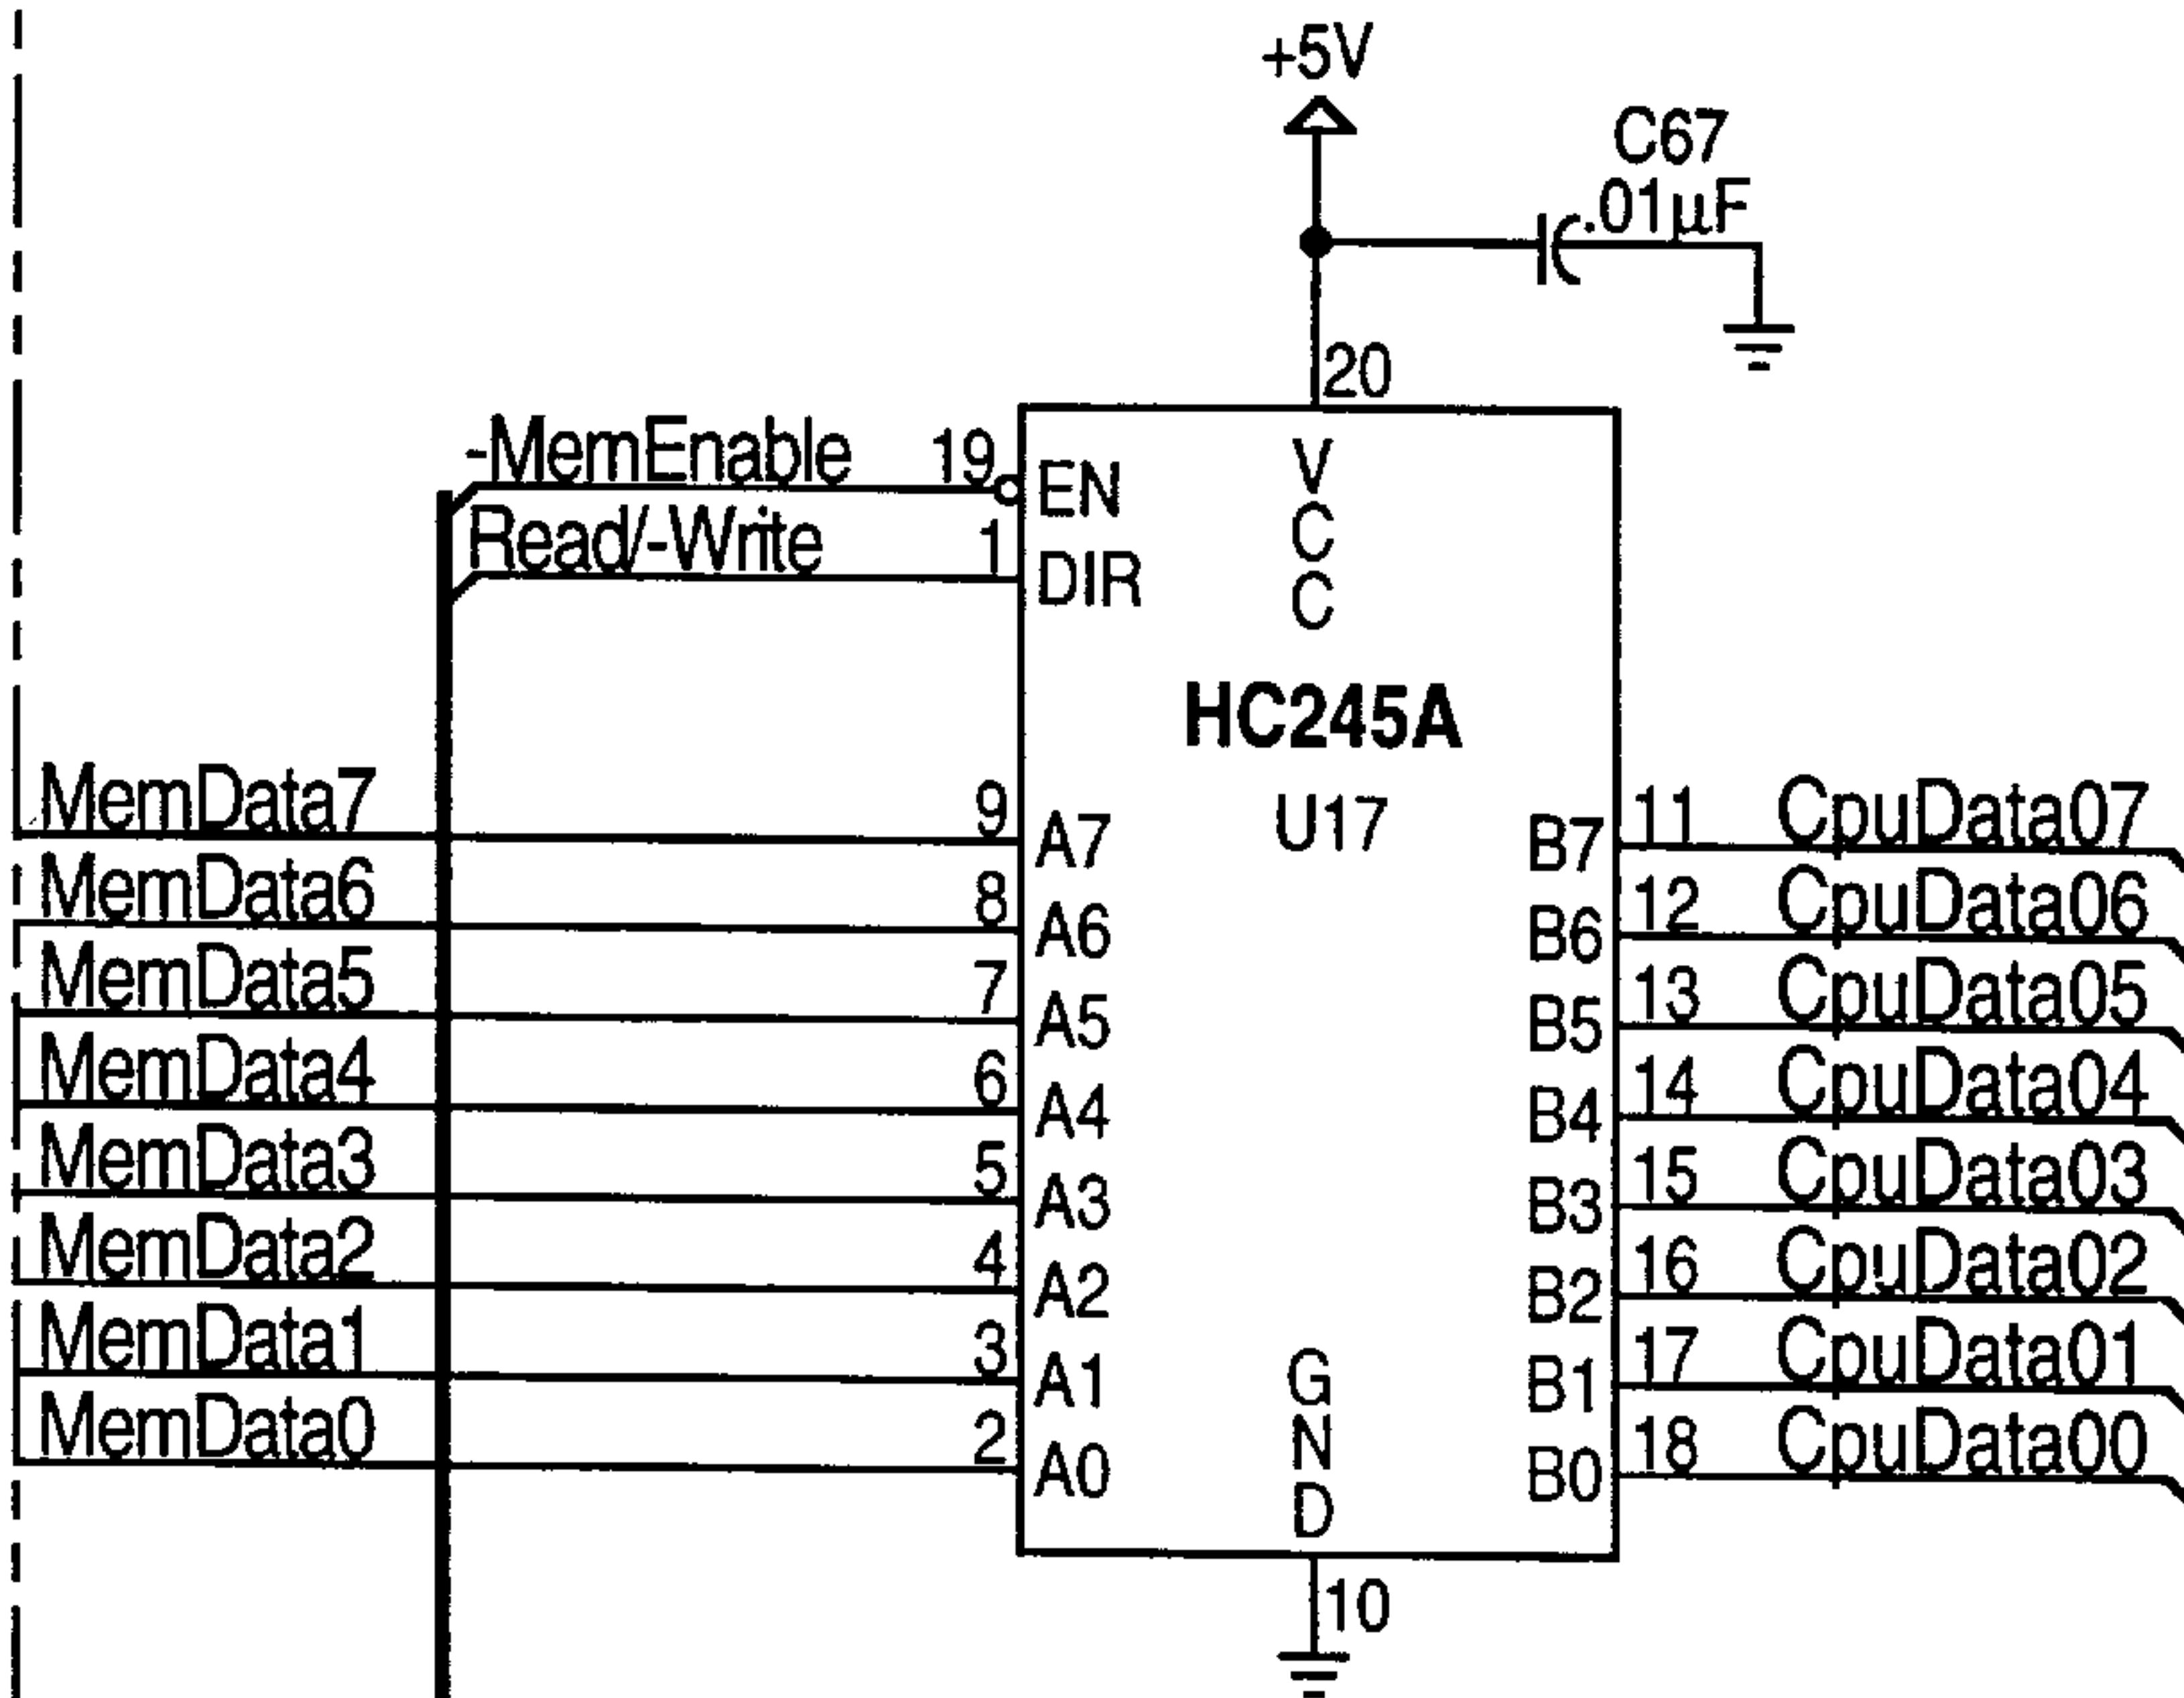 +5V
C67
.01µF
20
-MemEnable 19 EN
Read/-Write 1 DIR
VCC
HC245A
U17
MemData7 9 A7 B7 11 CpuData07
MemData6 8 A6 B6 12 CpuData06
MemData5 7 A5 B5 13 CpuData05
MemData4 6 A4 B4 14 CpuData04
MemData3 5 A3 B3 15 CpuData03
MemData2 4 A2 B2 16 CpuData02
MemData1 3 A1 B1 17 CpuData01
MemData0 2 A0 B0 18 CpuData00
GND
10